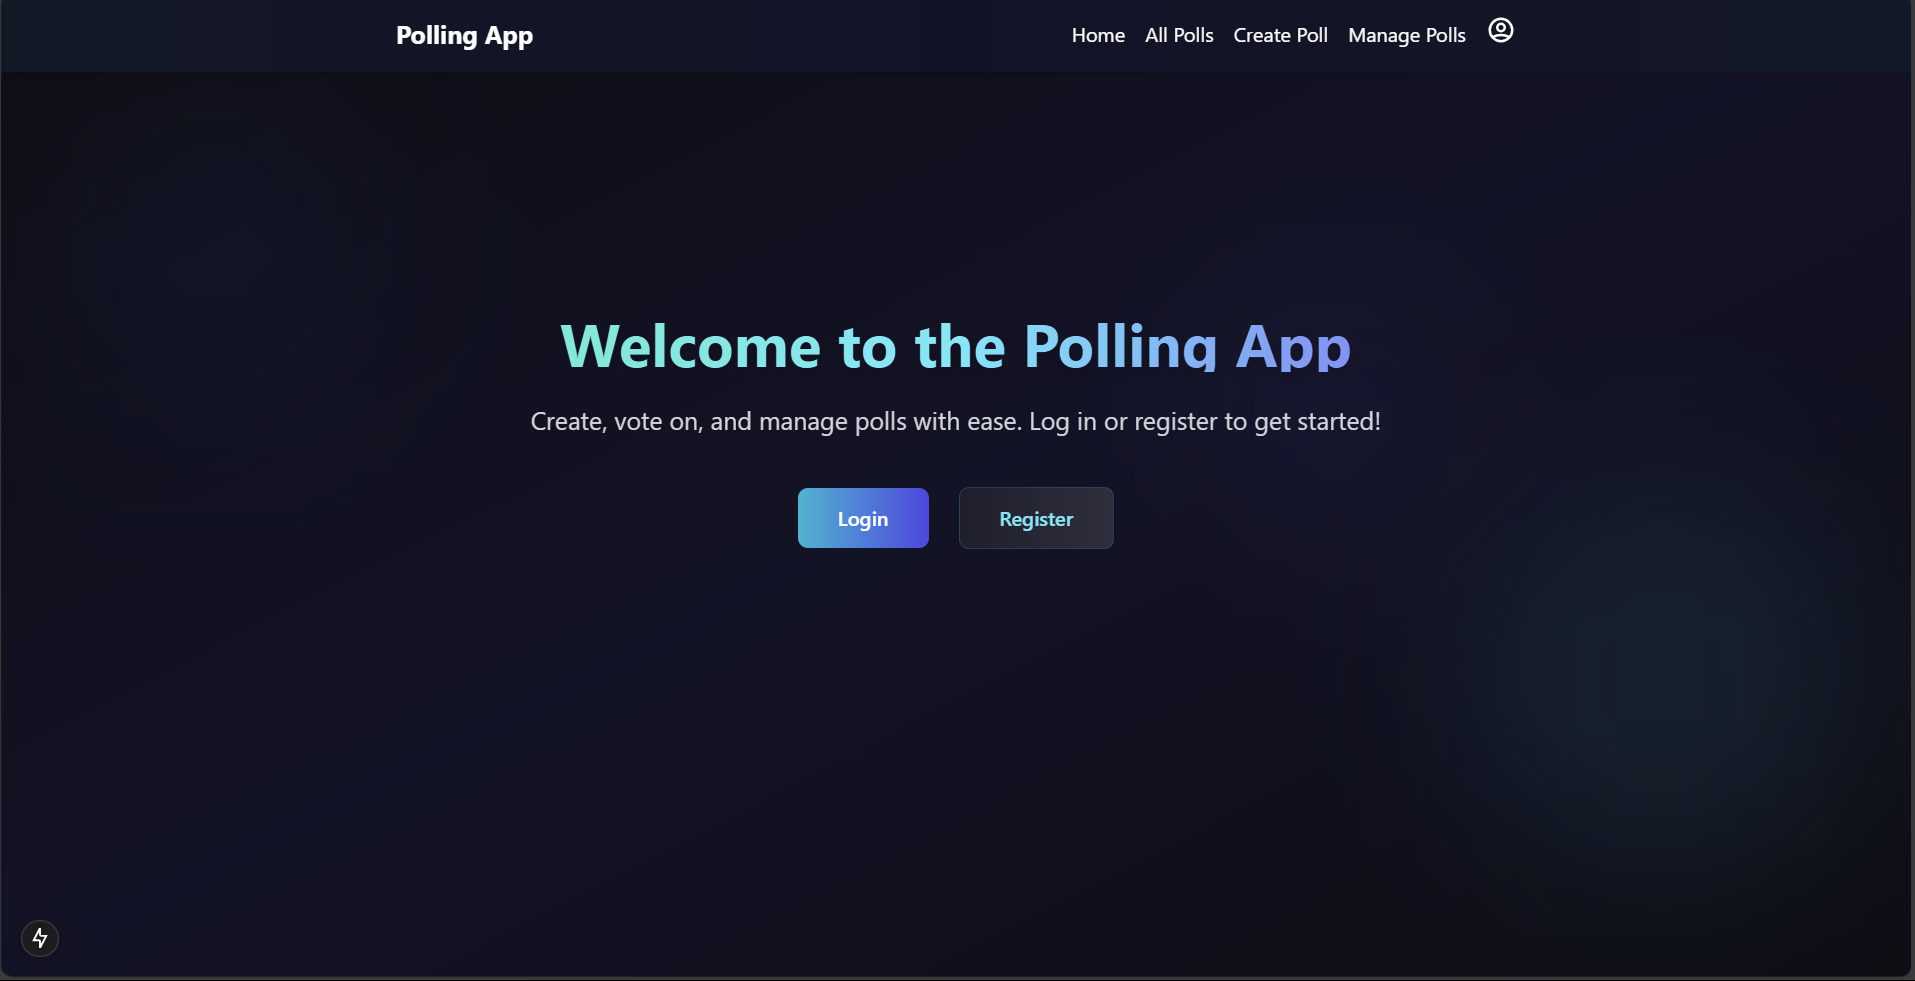 Polling App
Home All Polls Create Poll Manage Polls
Welcome to the Polling App
Create, vote on, and manage polls with ease. Log in or register to get started!
Login Register